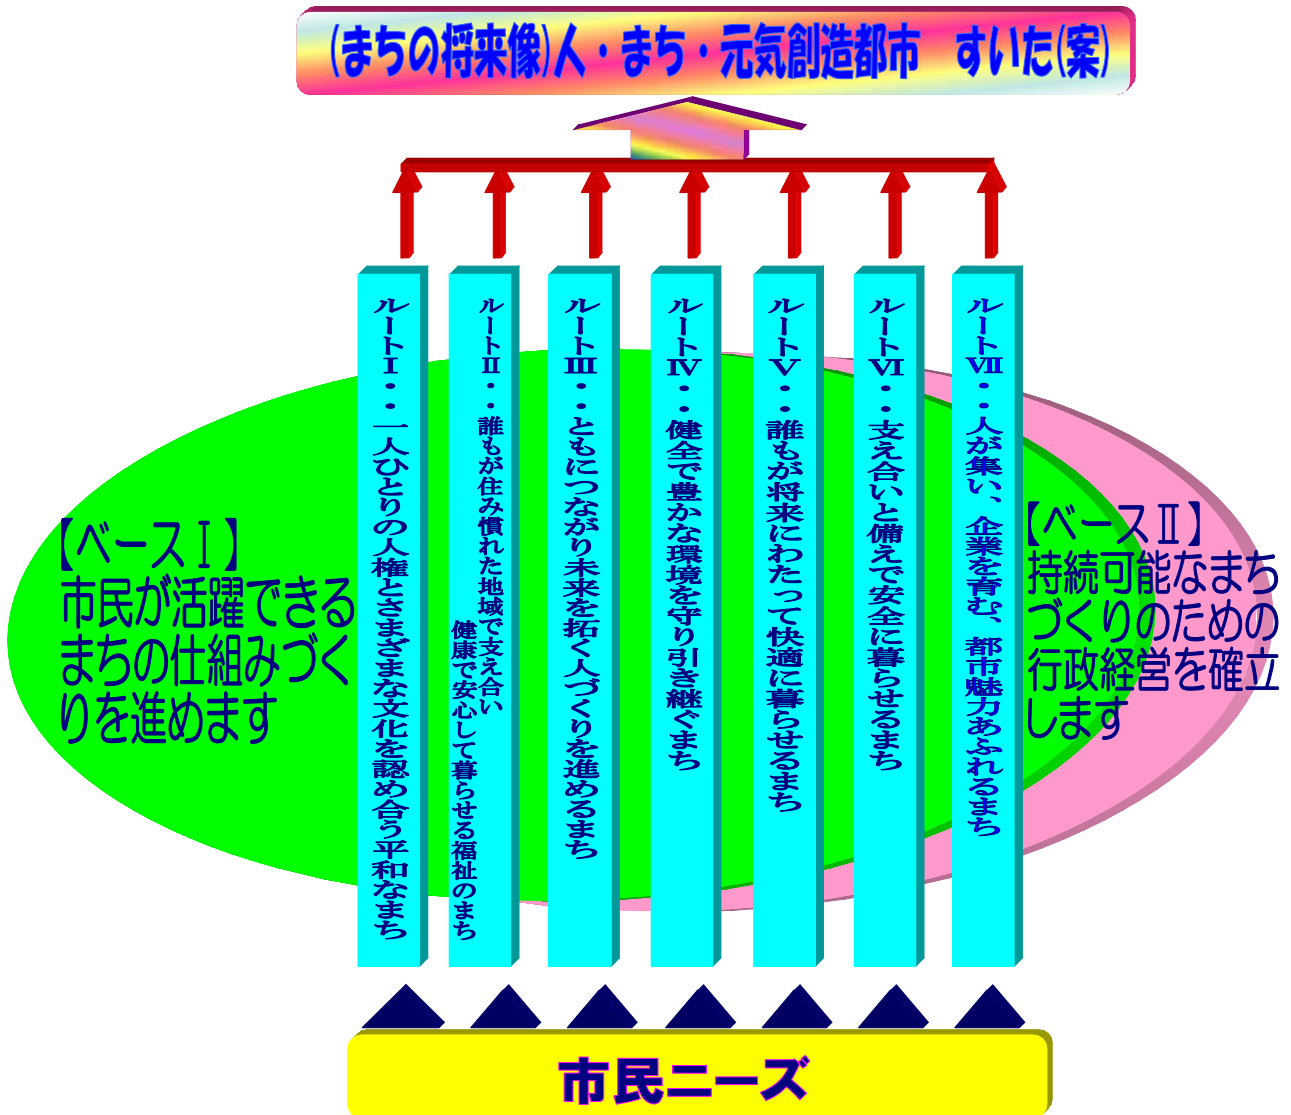 (まちの将来像)人・まち・元気創造都市　すいた(案)
ルートⅠ・・一人ひとりの人権とさまざまな文化を認め合う平和なまち
ルートⅡ・・誰もが住み慣れた地域で支え合い
健康で安心して暮らせる福祉のまち
ルートⅢ・・ともにつながり未来を拓く人づくりを進めるまち
ルートⅣ・・健全で豊かな環境を守り引き継ぐまち
ルートⅤ・・誰もが将来にわたって快適に暮らせるまち
ルートⅥ・・支え合いと備えで安全に暮らせるまち
ルートⅦ・・人が集い、企業を育む、都市魅力あふれるまち
【ベースⅠ】
市民が活躍できる
まちの仕組みづく
りを進めます
【ベースⅡ】
持続可能なまち
づくりのための
行政経営を確立
します
市民ニーズ